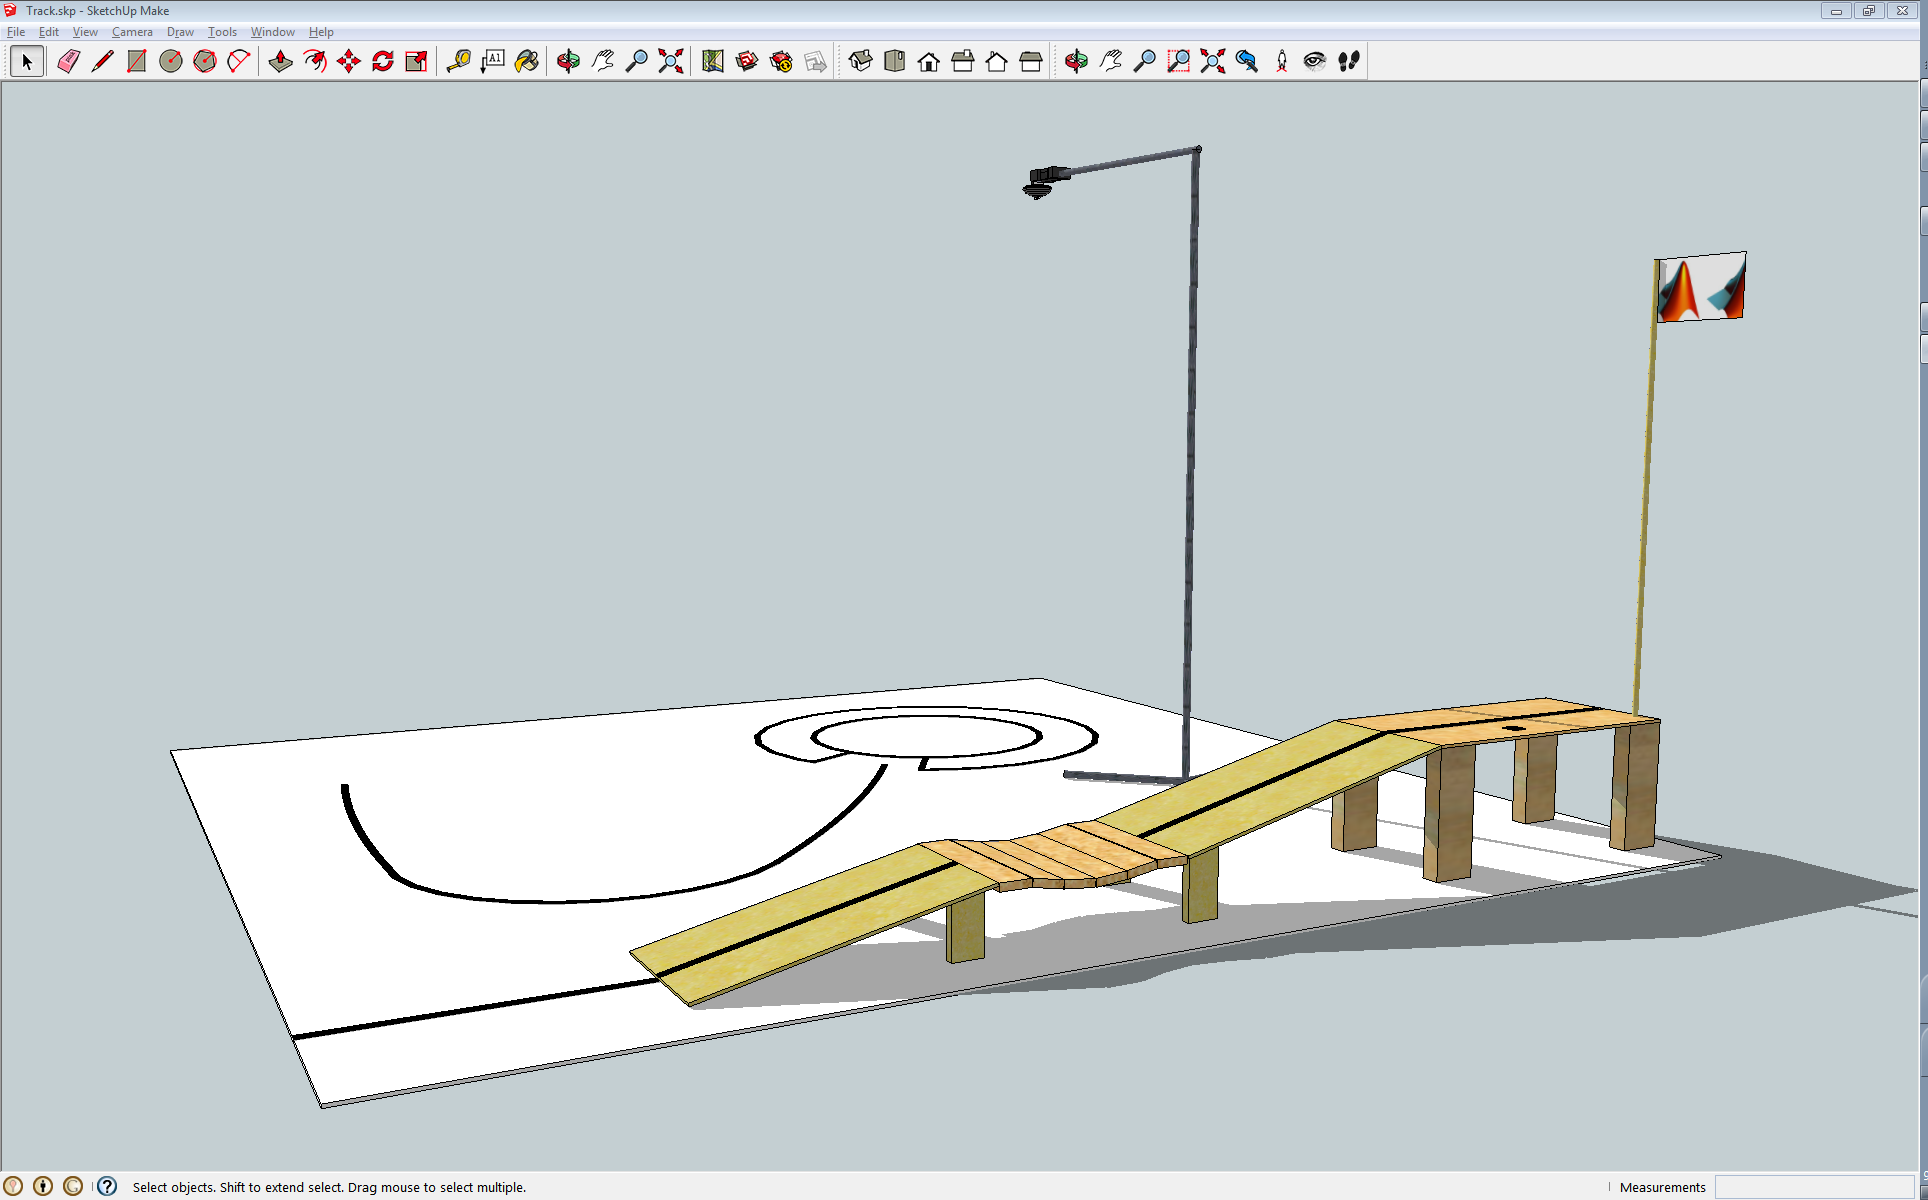 Track.skp - SketchUp Make
File Edit View Camera Draw Tools Window Help
A1
Select objects. Shift to extend select. Drag mouse to select multiple.
Measurements